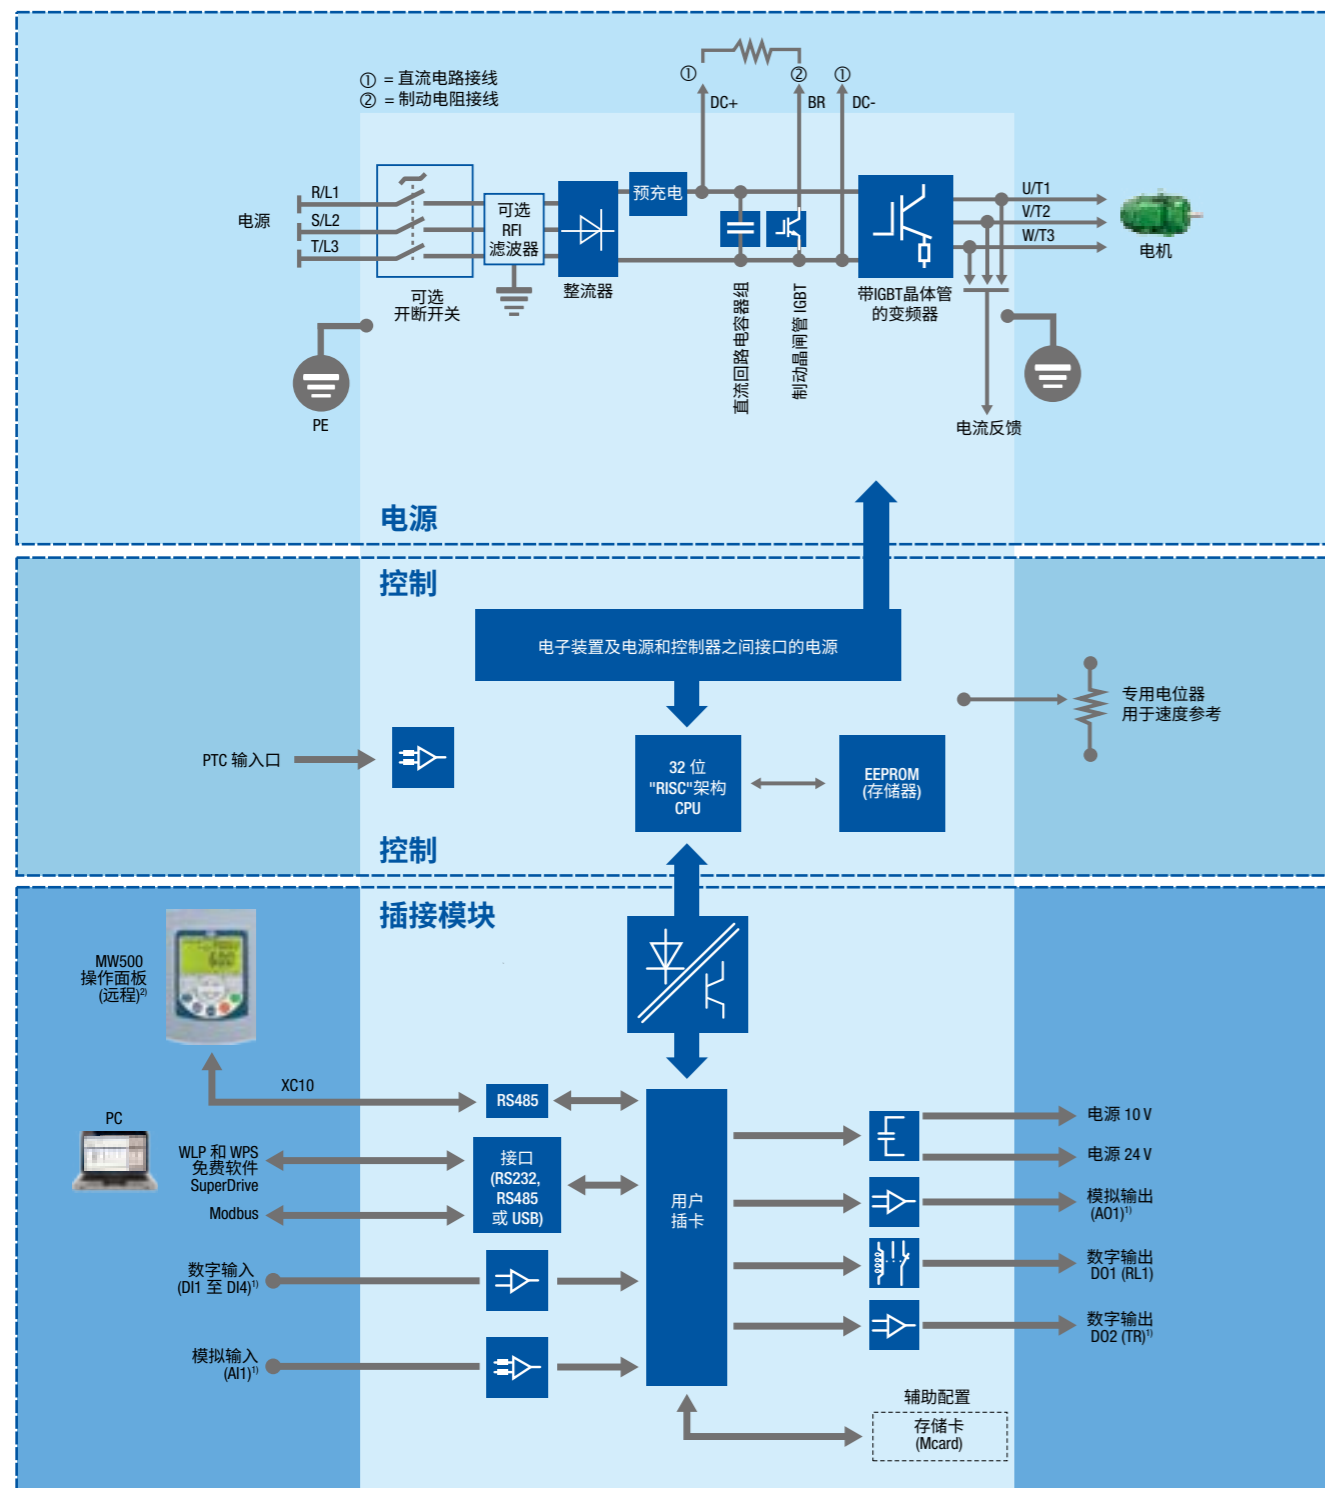 ① = 直流电路接线
② = 制动电阻接线
①
②
①
DC+
BR
DC-
电源
R/L1
S/L2
T/L3
可选
开断开关
可选
RFI
滤波器
整流器
预充电
直流回路电容器组
制动晶闸管 IGBT
带IGBT晶体管
的变频器
U/T1
V/T2
W/T3
电机
PE
电流反馈
电源
控制
电子装置及电源和控制器之间接口的电源
专用电位器
用于速度参考
PTC 输入口
32 位
"RISC"架构
CPU
EEPROM
(存储器)
控制
插接模块
MW500
操作面板
(远程)2)
XC10
RS485
PC
WLP 和 WPS
免费软件
SuperDrive
Modbus
接口
(RS232,
RS485
或 USB)
数字输入
(DI1 至 DI4)1)
模拟输入
(AI1)1)
用户
插卡
电源 10 V
电源 24 V
模拟输出
(AO1)1)
数字输出
DO1 (RL1)
数字输出
DO2 (TR)1)
辅助配置
存储卡
(Mcard)